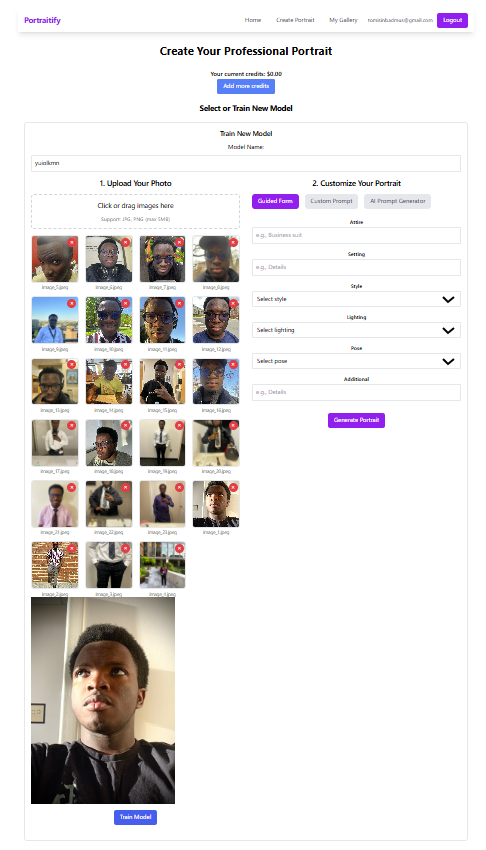 Portraitify
Home
Create Portrait
My Gallery
Logout
Create Your Professional Portrait
Your current credits: $0.00
Add more credits
Select or Train New Model
Train New Model
Model Name:
yuiolkmn
1. Upload Your Photo
Click or drag images here
Support: JPG, PNG (max 5MB)
image_5.jpeg
image_6.jpeg
image_7.jpeg
image_8.jpeg
image_9.jpeg
image_10.jpeg
image_11.jpeg
image_12.jpeg
image_13.jpeg
image_14.jpeg
image_15.jpeg
image_16.jpeg
image_17.jpeg
image_18.jpeg
image_19.jpeg
image_20.jpeg
image_21.jpeg
image_22.jpeg
image_23.jpeg
image_1.jpeg
image_2.jpeg
image_3.jpeg
image_4.jpeg
Train Model
2. Customize Your Portrait
Guided Form
Custom Prompt
AI Prompt Generator
Attire
e.g., Business suit
Setting
e.g., Details
Style
Select style
Lighting
Select lighting
Pose
Select pose
Additional
e.g., Details
Generate Portrait